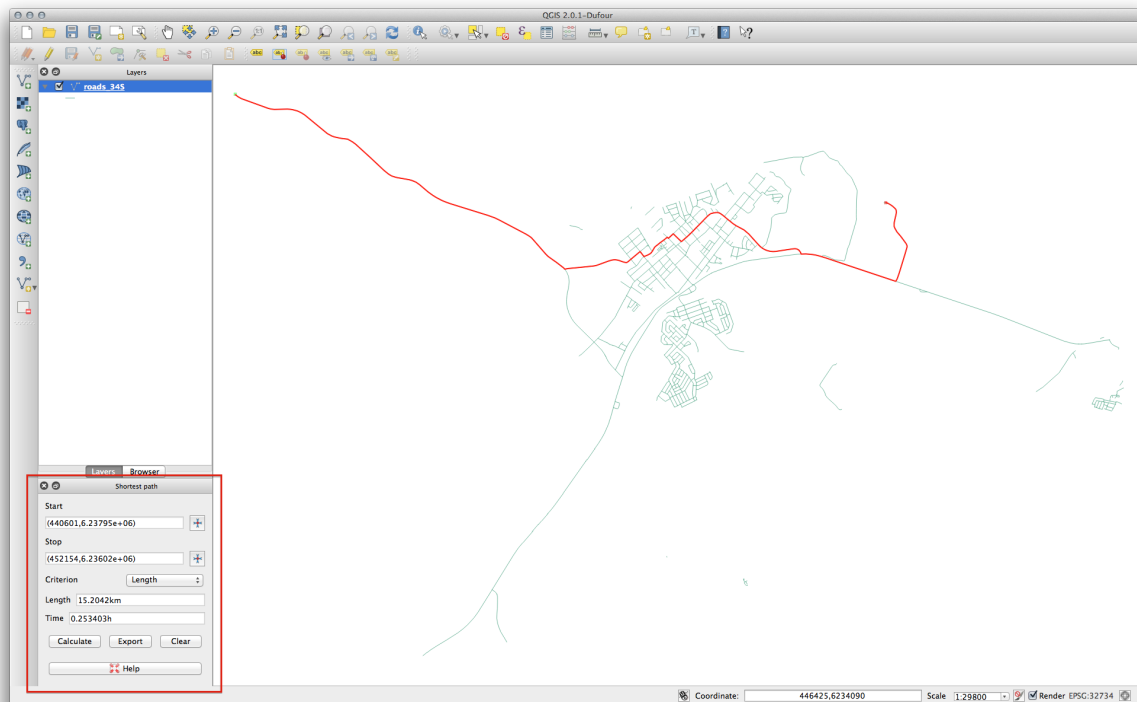 QGIS 2.0.1-Dufour
Layers
roads_34S
Layers Browser
Shortest path
Start
(440601,6.23795e+06)
Stop
(452154,6.23602e+06)
Criterion Length
Length 15.2042km
Time 0.253403h
Calculate Export Clear
Help
Coordinate: 446425,6234090 Scale 1:29800 Render EPSG:32734